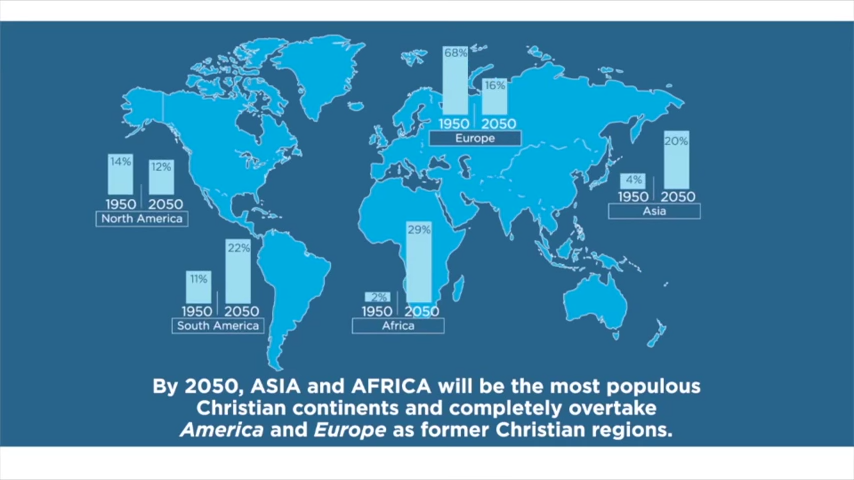 68%
16%
1950 2050
Europe
20%
4%
1950 2050
Asia
14%
12%
1950 2050
North America
22%
11%
1950 2050
South America
29%
2%
1950 2050
Africa
By 2050, ASIA and AFRICA will be the most populous
Christian continents and completely overtake
America and Europe as former Christian regions.